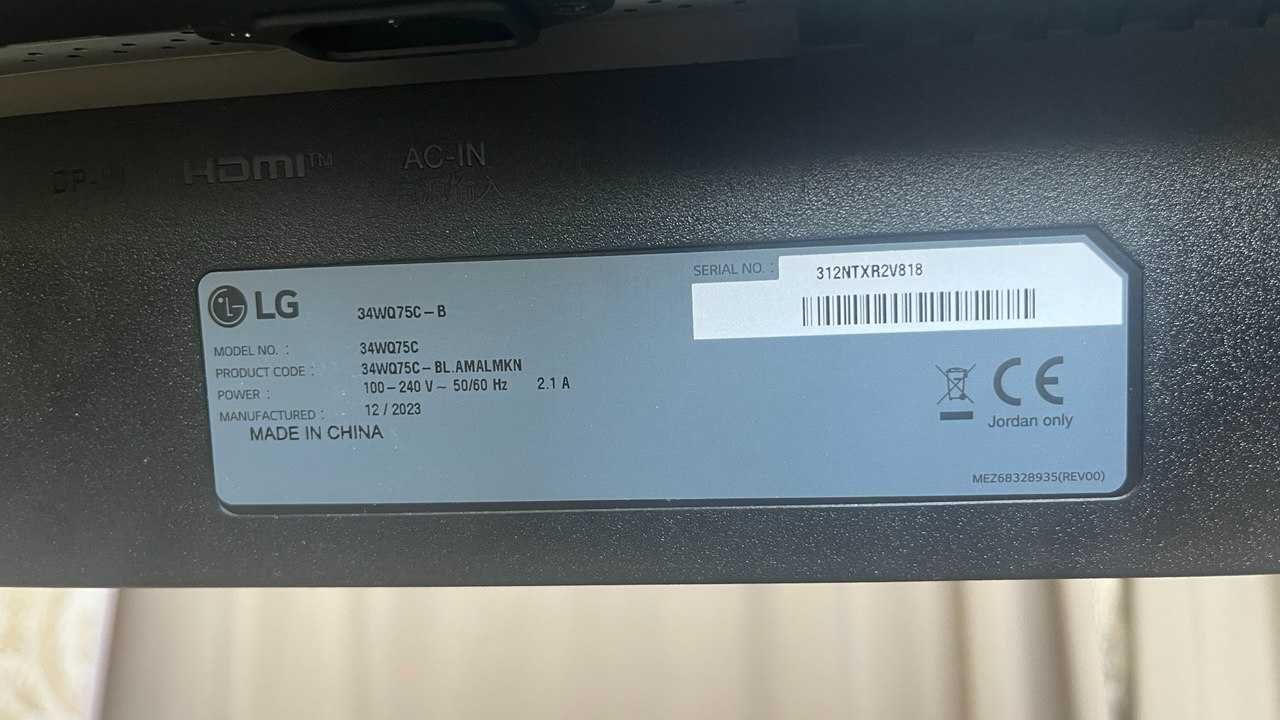 HDMI™
AC-IN
LG
34WQ75C-B
SERIAL NO. : 312NTXR2V818
MODEL NO. : 34WQ75C
PRODUCT CODE : 34WQ75C-BL.AMALMKN
POWER : 100-240 V~ 50/60 Hz 2.1 A
MANUFACTURED : 12 / 2023
MADE IN CHINA
CE
Jordan only
MEZ68328935(REV00)